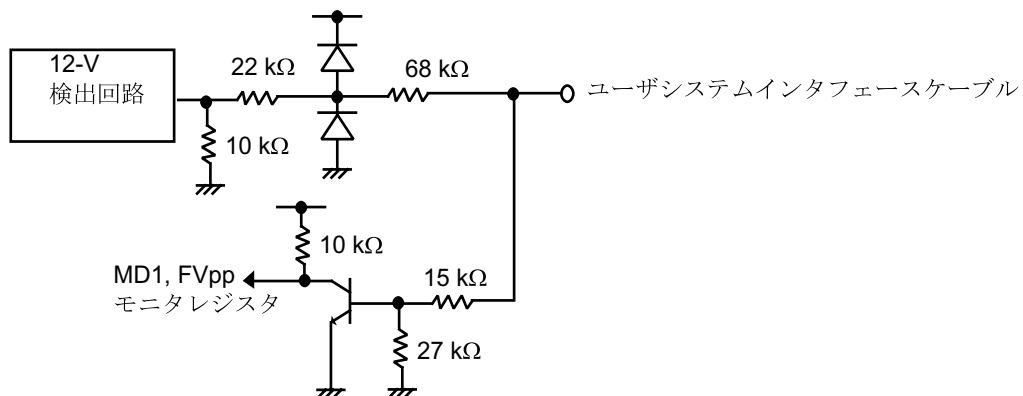 12-V
検出回路
22 kΩ
68 kΩ
ユーザシステムインタフェースケーブル
10 kΩ
10 kΩ
MD1, FVpp
モニタレジスタ
15 kΩ
27 kΩ